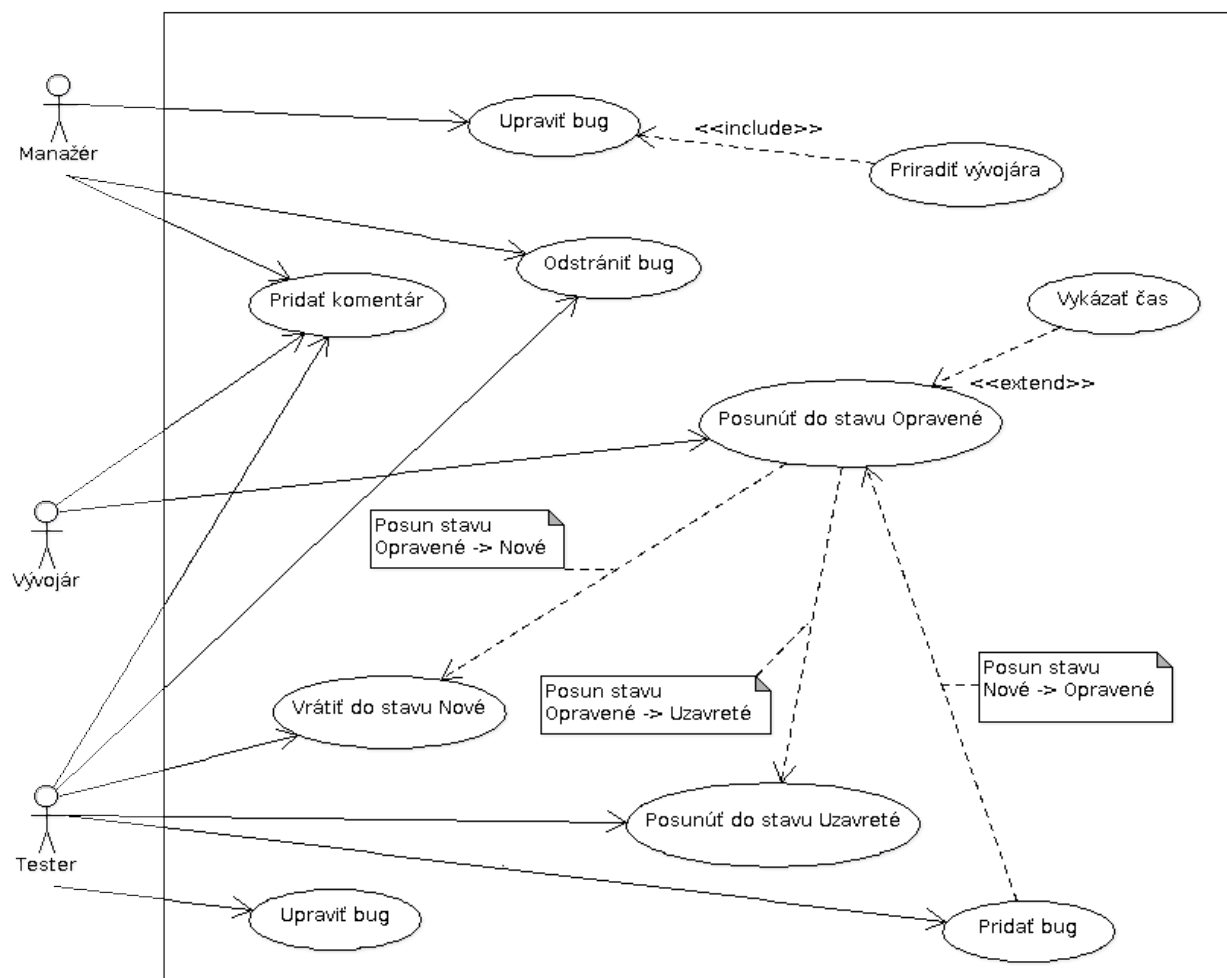 Manažér
Upraviť bug
<<include>>
Priradiť vývojára
Odstrániť bug
Pridať komentár
Vykázať čas
<<extend>>
Posunúť do stavu Opravené
Vývojár
Posun stavu
Opravené -> Nové
Posun stavu
Opravené -> Uzavreté
Posun stavu
Nové -> Opravené
Vrátiť do stavu Nové
Posunúť do stavu Uzavreté
Tester
Upraviť bug
Pridať bug